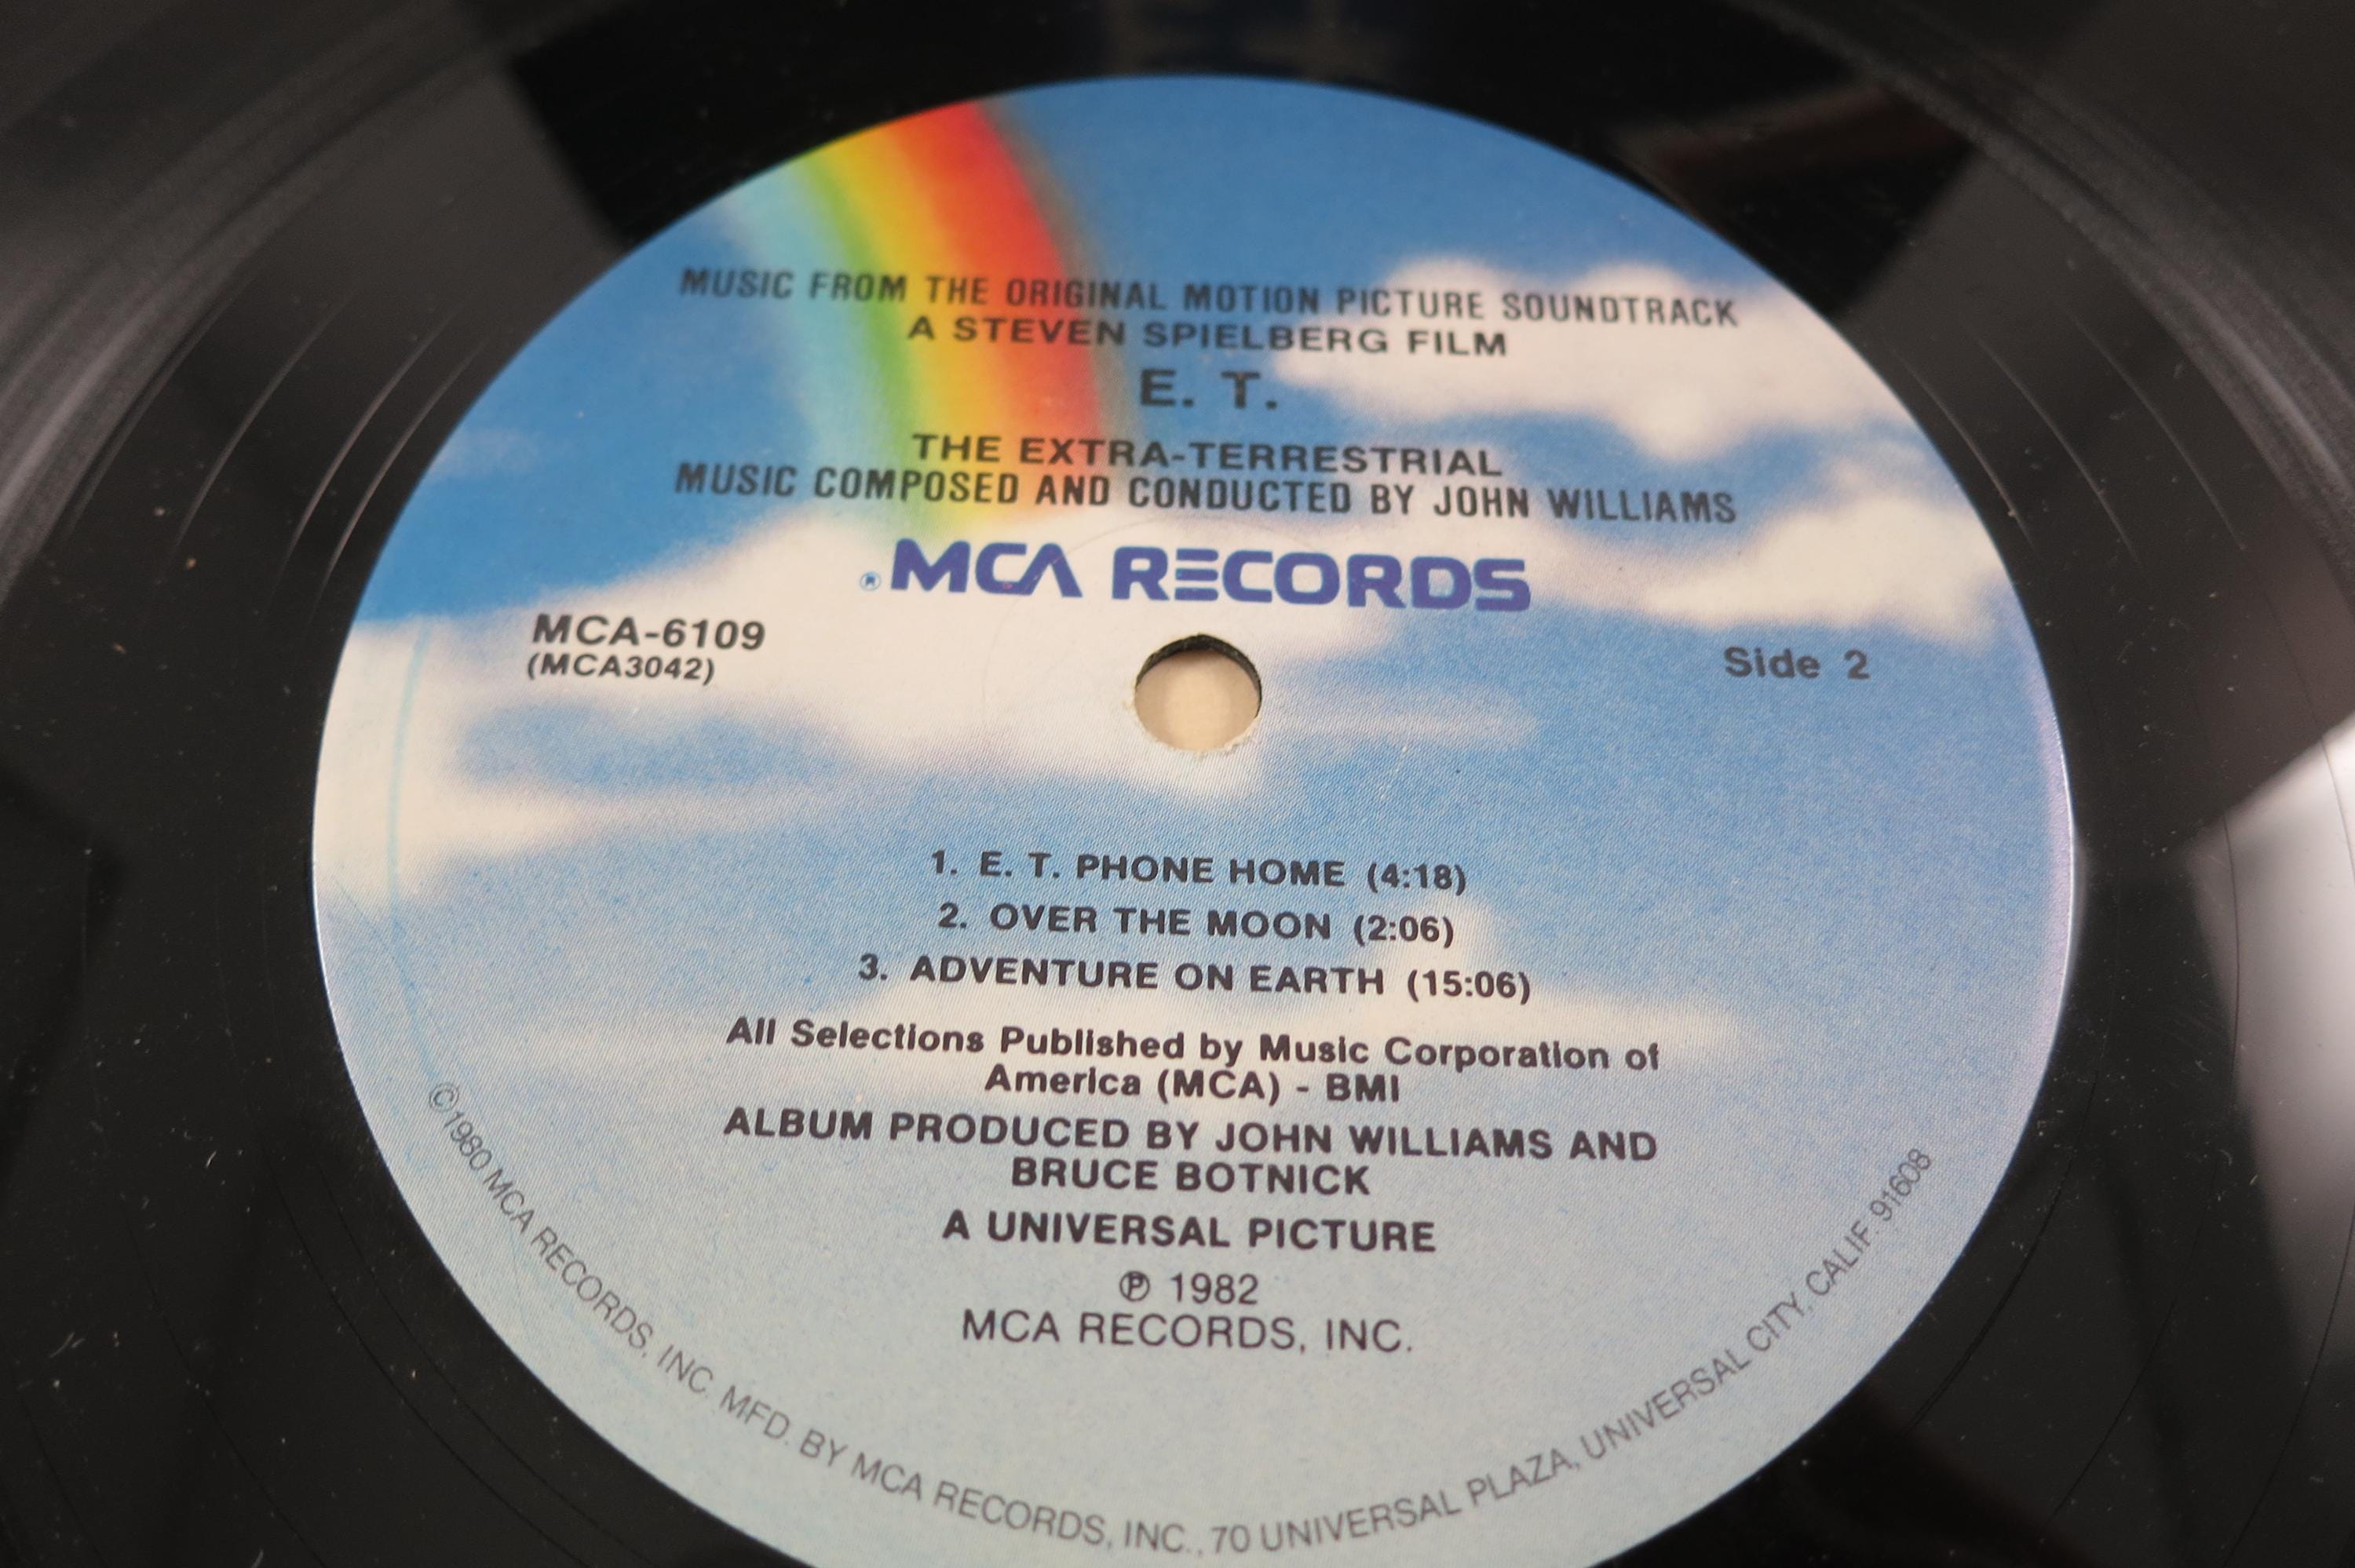 MUSIC FROM THE ORIGINAL MOTION PICTURE SOUNDTRACK
A STEVEN SPIELBERG FILM
E. T.
THE EXTRA-TERRESTRIAL
MUSIC COMPOSED AND CONDUCTED BY JOHN WILLIAMS
® MCA RECORDS
MCA-6109
(MCA3042)
Side 2
1. E. T. PHONE HOME (4:18)
2. OVER THE MOON (2:06)
3. ADVENTURE ON EARTH (15:06)
All Selections Published by Music Corporation of
America (MCA) - BMI
ALBUM PRODUCED BY JOHN WILLIAMS AND
BRUCE BOTNICK
A UNIVERSAL PICTURE
℗ 1982
MCA RECORDS, INC.
©1980 MCA RECORDS, INC. MFD. BY MCA RECORDS, INC., 70 UNIVERSAL PLAZA, UNIVERSAL CITY, CALIF. 91608